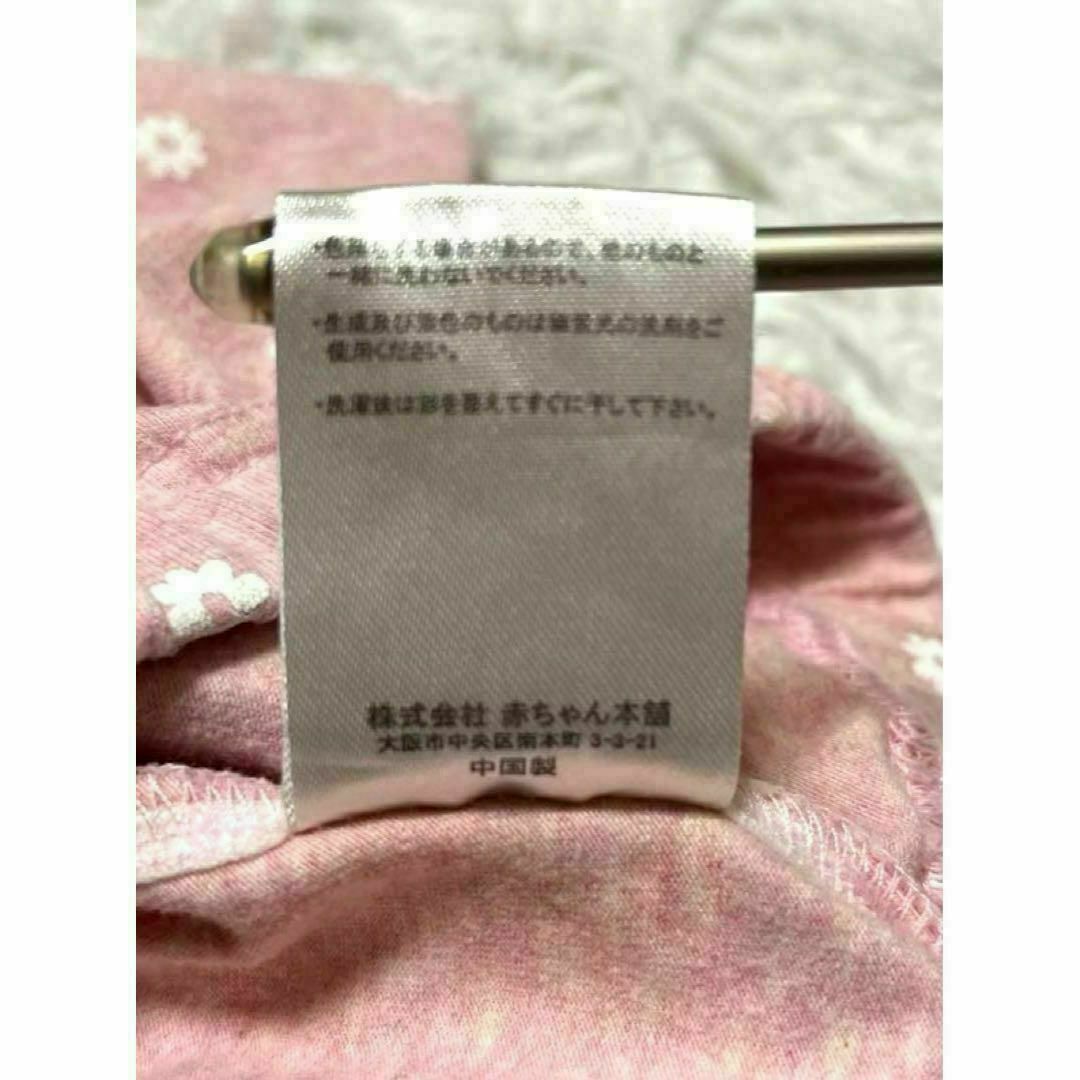 ・色落ちする場合があるので、他のものと
一緒に洗わないでください。
・生成及び淡色のものは無蛍光の洗剤をご
使用ください。
・洗濯後は形を整えてすぐに干して下さい。
株式会社 赤ちゃん本舗
大阪市中央区南本町 3-3-21
中国製